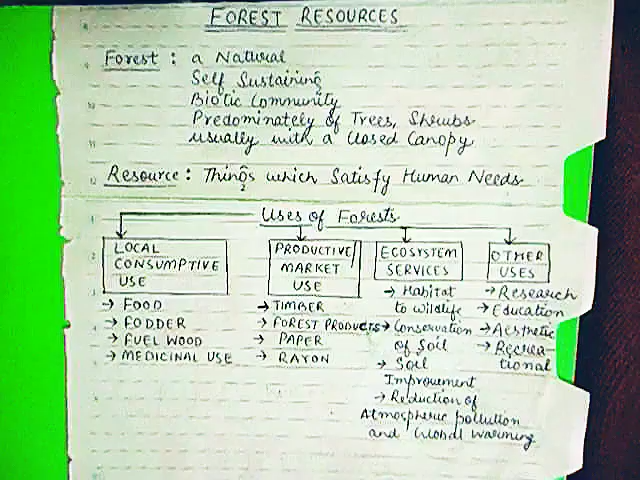 FOREST RESOURCES
Forest : a Natural
Self Sustaining
Biotic Community
Predominately of Trees, Shrubs
usually with a Closed Canopy
Resource : Things which Satisfy Human Needs
Uses of Forests
LOCAL
CONSUMPTIVE
USE
→ FOOD
→ FODDER
→ FUEL WOOD
→ MEDICINAL USE
PRODUCTIVE/
MARKET
USE
→ TIMBER
→ FOREST PRODUCTS
→ PAPER
→ RAYON
ECOSYSTEM
SERVICES
→ Habitat
to wildlife
→ Conservation
of Soil
→ Soil
Improvement
→ Reduction of
Atmospheric pollution
and Global Warming
OTHER
USES
→ Research
→ Education
→ Aesthetic
→ Recrea-
tional